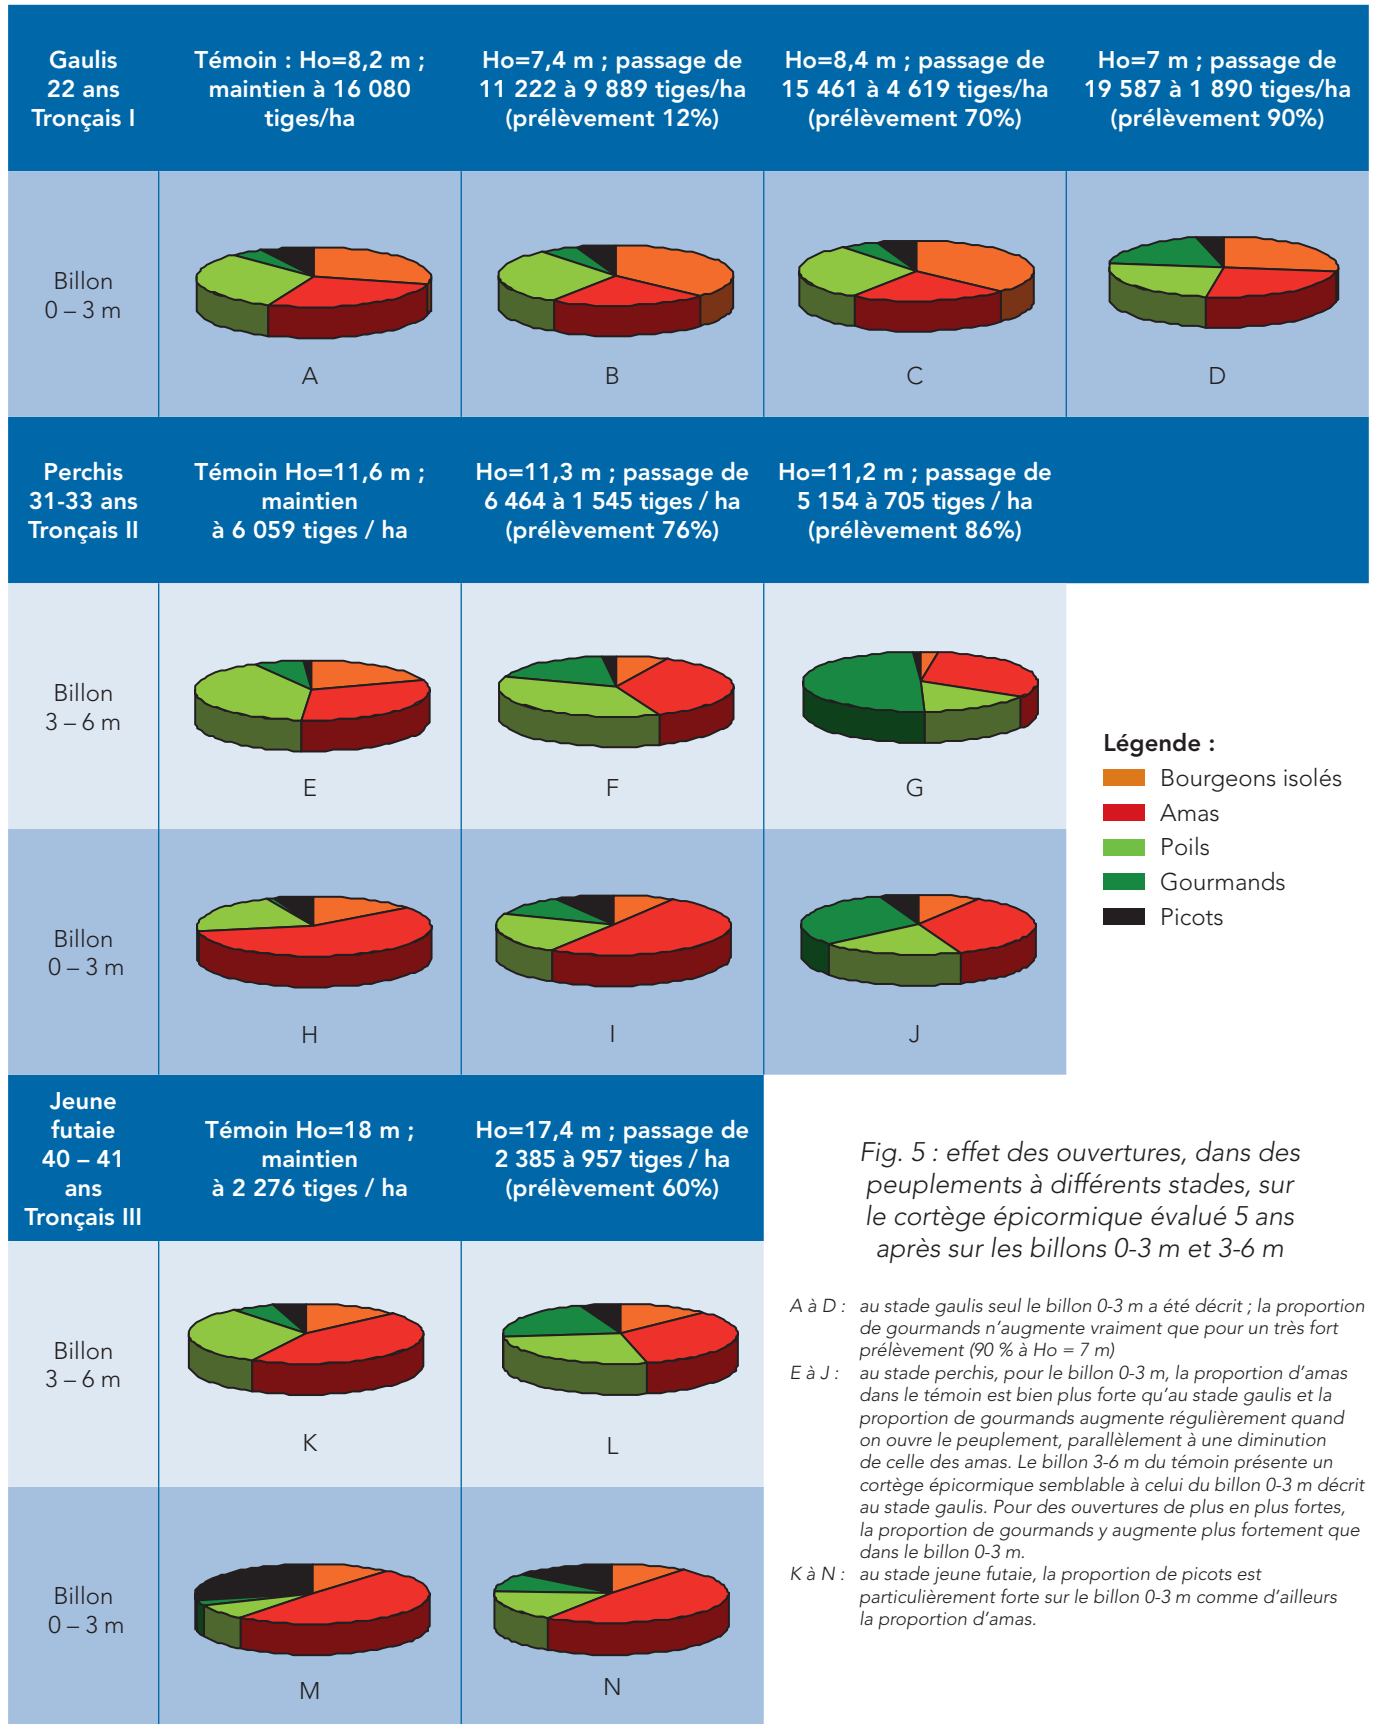 Gaulis
22 ans
Tronçais I
Témoin : Ho=8,2 m ;
maintien à 16 080
tiges/ha
Ho=7,4 m ; passage de
11 222 à 9 889 tiges/ha
(prélèvement 12%)
Ho=8,4 m ; passage de
15 461 à 4 619 tiges/ha
(prélèvement 70%)
Ho=7 m ; passage de
19 587 à 1 890 tiges/ha
(prélèvement 90%)
Billon
0 – 3 m
A
B
C
D
Perchis
31-33 ans
Tronçais II
Témoin Ho=11,6 m ;
maintien
à 6 059 tiges / ha
Ho=11,3 m ; passage de
6 464 à 1 545 tiges / ha
(prélèvement 76%)
Ho=11,2 m ; passage de
5 154 à 705 tiges / ha
(prélèvement 86%)
Billon
3 – 6 m
E
F
G
Légende :
Bourgeons isolés
Amas
Poils
Gourmands
Picots
Billon
0 – 3 m
H
I
J
Jeune
futaie
40 – 41
ans
Tronçais III
Témoin Ho=18 m ;
maintien
à 2 276 tiges / ha
Ho=17,4 m ; passage de
2 385 à 957 tiges / ha
(prélèvement 60%)
Billon
3 – 6 m
K
L
Billon
0 – 3 m
M
N
Fig. 5 : effet des ouvertures, dans des
peuplements à différents stades, sur
le cortège épicormique évalué 5 ans
après sur les billons 0-3 m et 3-6 m
A à D : au stade gaulis seul le billon 0-3 m a été décrit ; la proportion
de gourmands n'augmente vraiment que pour un très fort
prélèvement (90 % à Ho = 7 m)
E à J : au stade perchis, pour le billon 0-3 m, la proportion d'amas
dans le témoin est bien plus forte qu'au stade gaulis et la
proportion de gourmands augmente régulièrement quand
on ouvre le peuplement, parallèlement à une diminution
de celle des amas. Le billon 3-6 m du témoin présente un
cortège épicormique semblable à celui du billon 0-3 m décrit
au stade gaulis. Pour des ouvertures de plus en plus fortes,
la proportion de gourmands y augmente plus fortement que
dans le billon 0-3 m.
K à N : au stade jeune futaie, la proportion de picots est
particulièrement forte sur le billon 0-3 m comme d'ailleurs
la proportion d'amas.